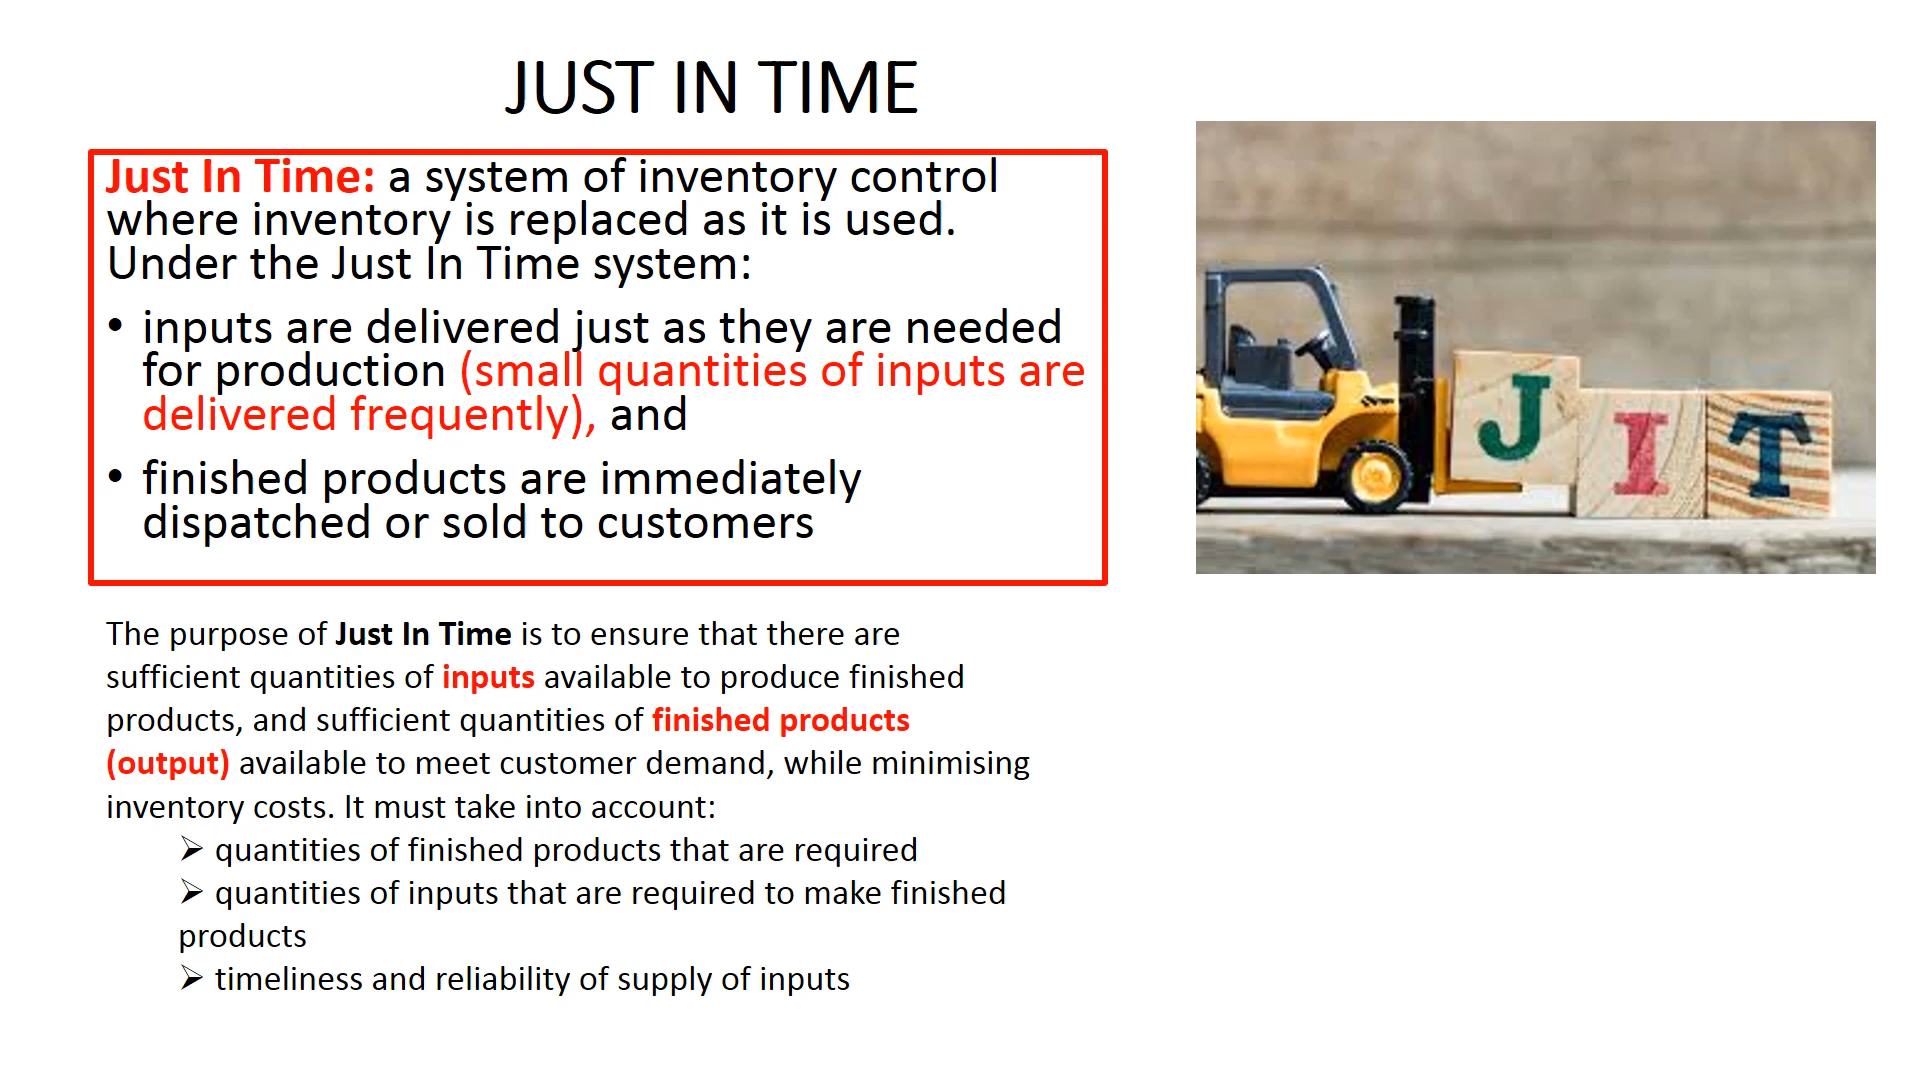 JUST IN TIME
Just In Time: a system of inventory control
where inventory is replaced as it is used.
Under the Just In Time system:
• inputs are delivered just as they are needed
for production (small quantities of inputs are
delivered frequently), and
• finished products are immediately
dispatched or sold to customers
J I T
The purpose of Just In Time is to ensure that there are
sufficient quantities of inputs available to produce finished
products, and sufficient quantities of finished products
(output) available to meet customer demand, while minimising
inventory costs. It must take into account:
➢ quantities of finished products that are required
➢ quantities of inputs that are required to make finished
products
➢ timeliness and reliability of supply of inputs